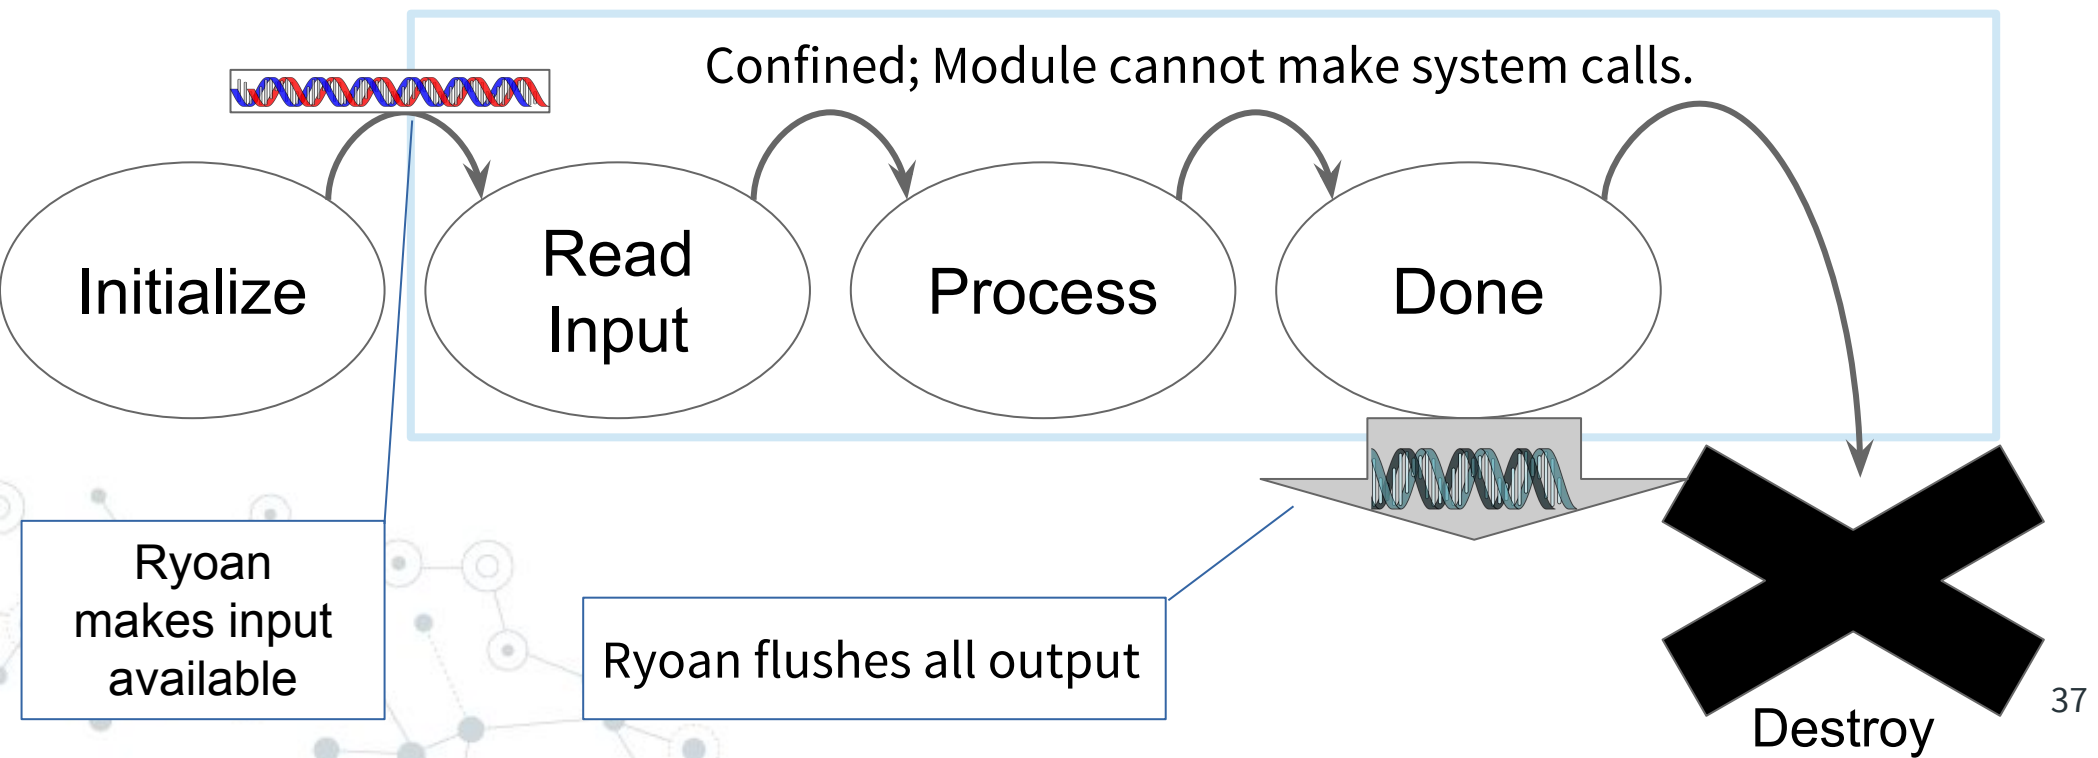 Confined; Module cannot make system calls.
Initialize
Read
Input
Process
Done
Ryoan
makes input
available
Ryoan flushes all output
Destroy
37